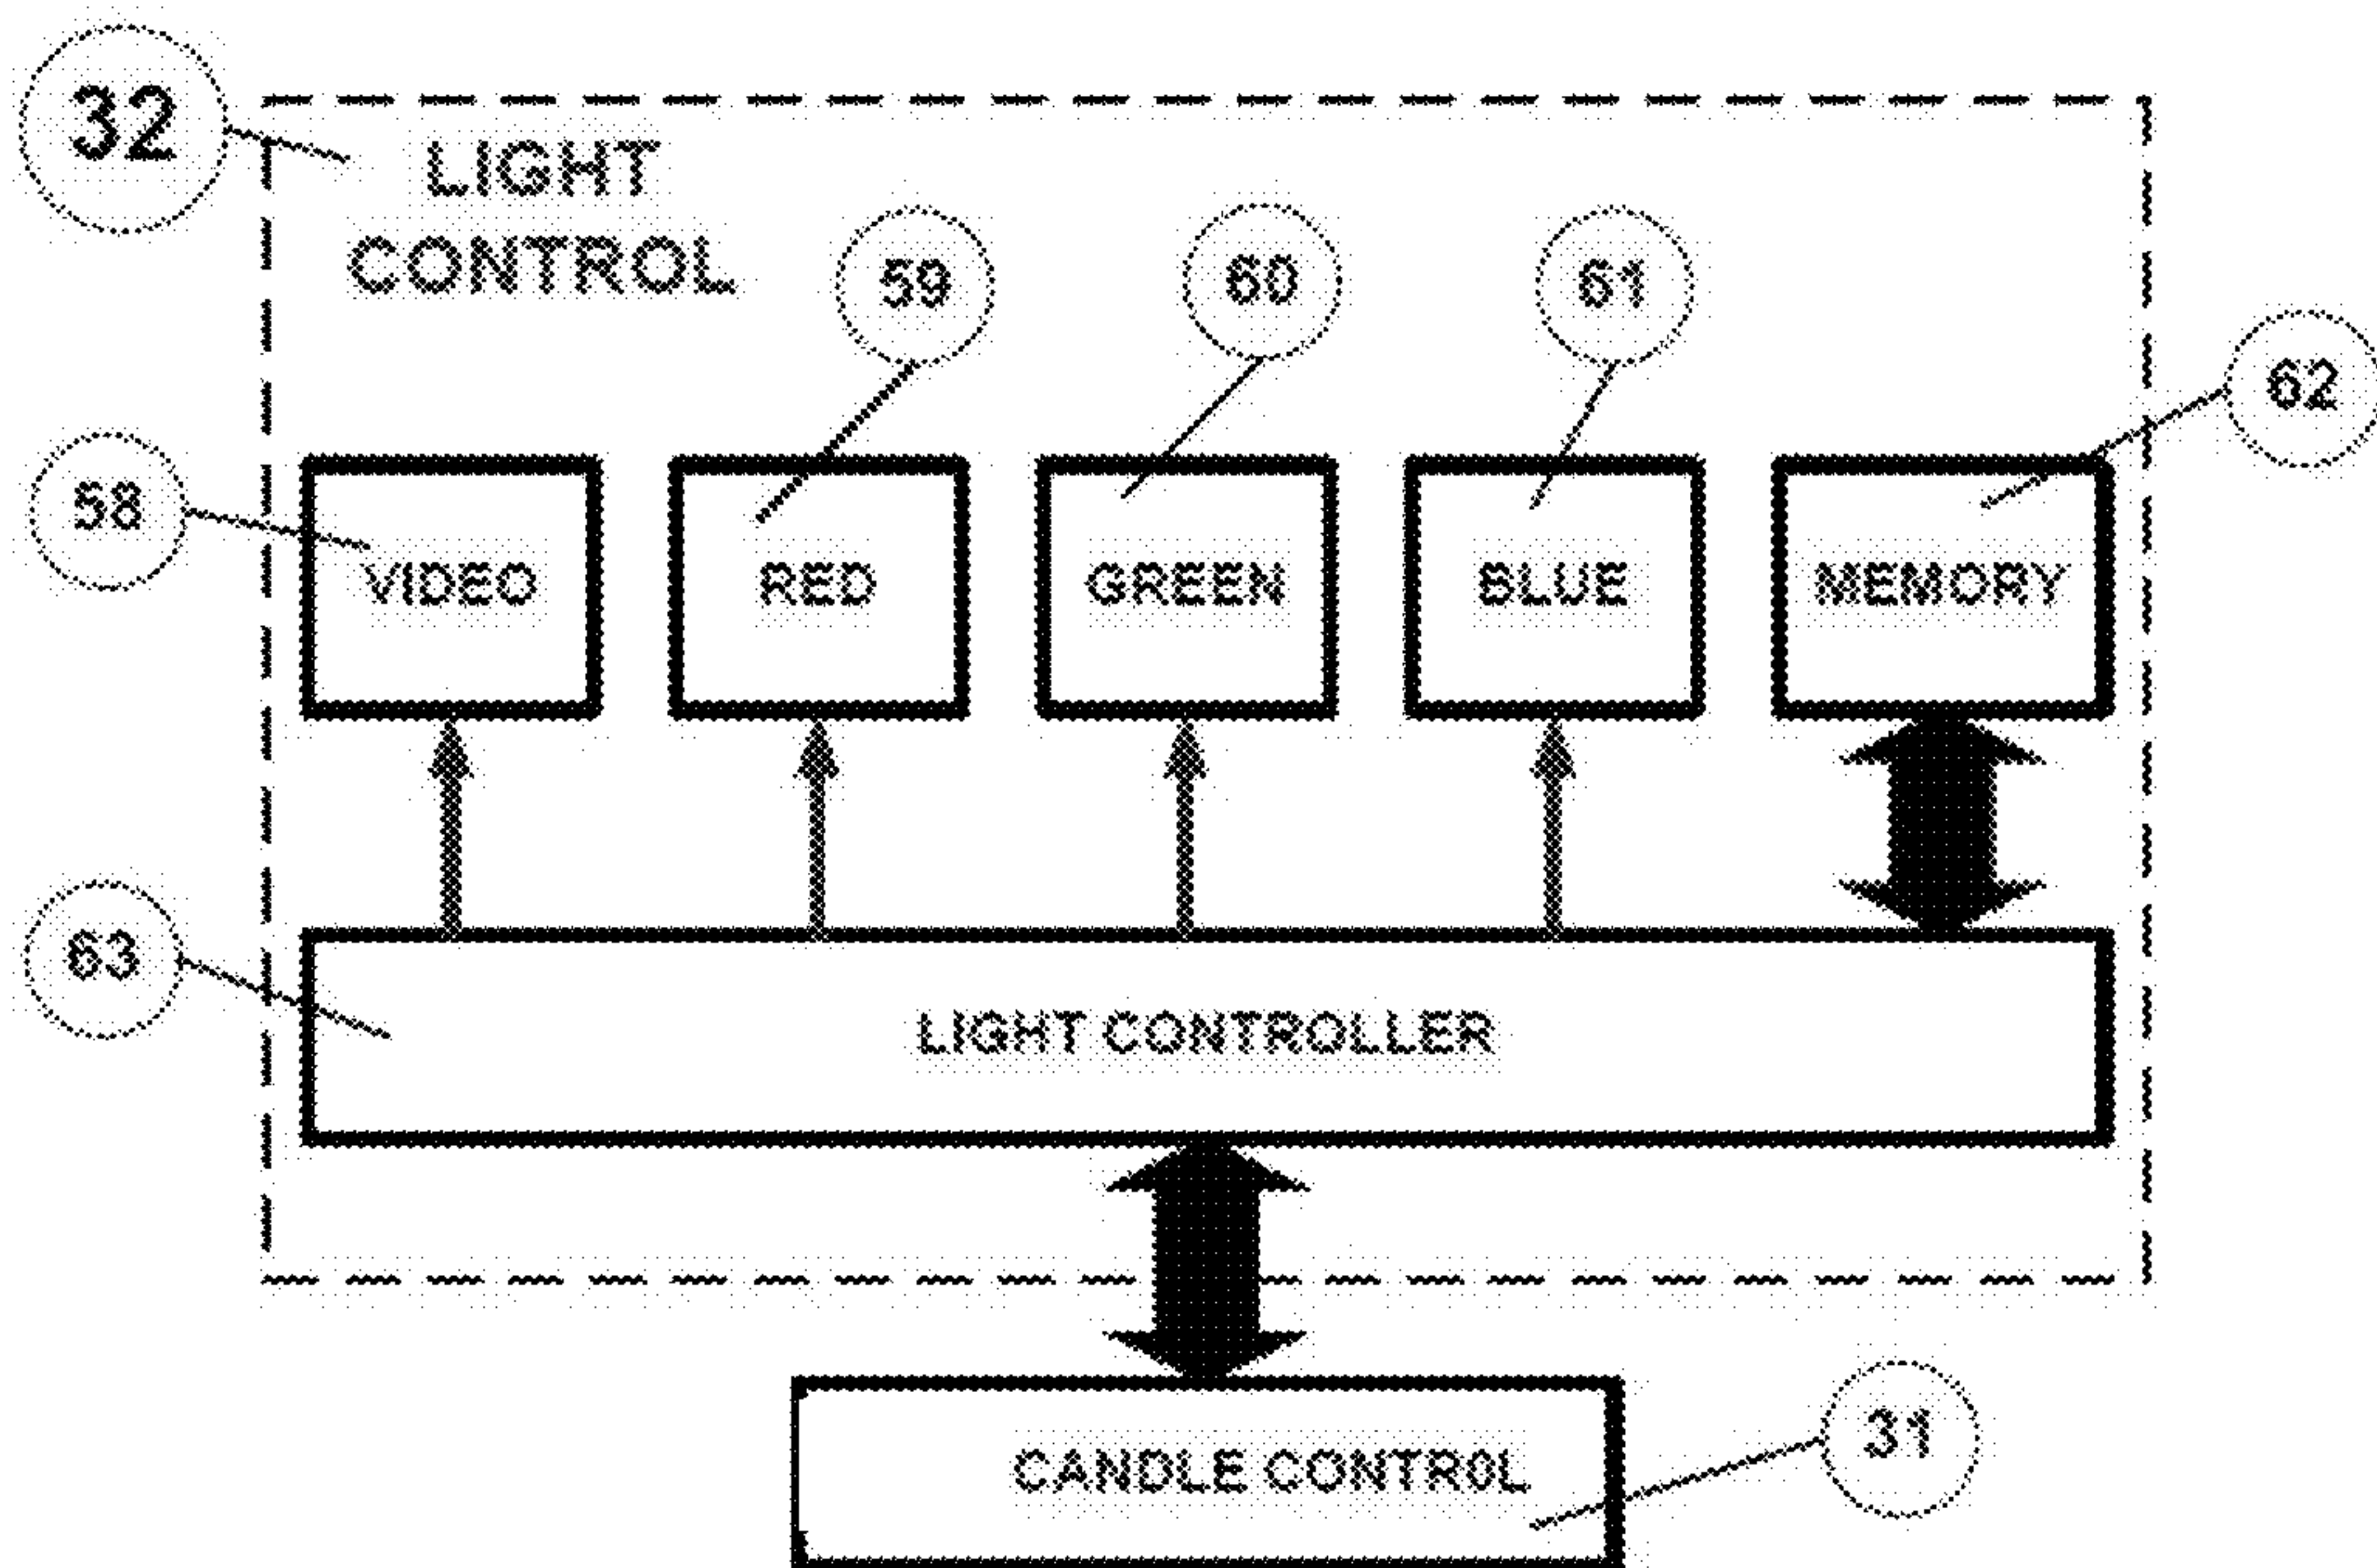 32
LIGHT
CONTROL
59
60
61
62
58
VIDEO
RED
GREEN
BLUE
MEMORY
63
LIGHT CONTROLLER
CANDLE CONTROL
31